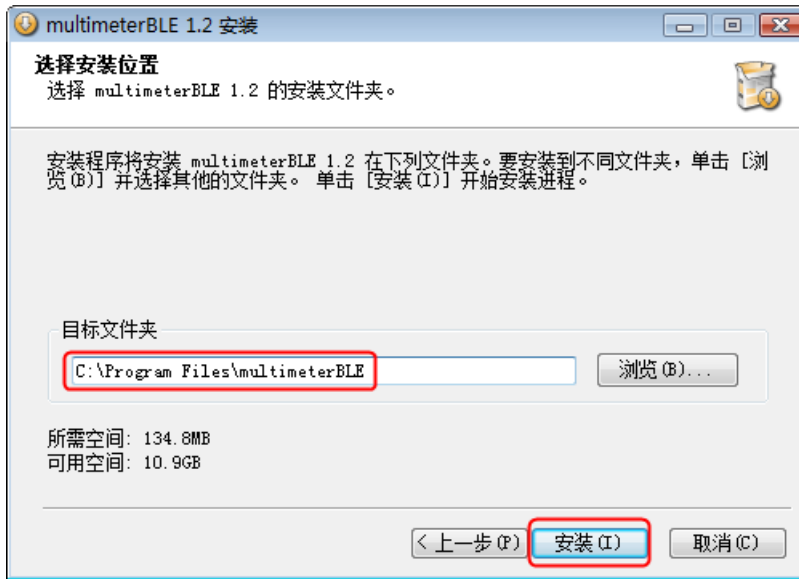 multimeterBLE 1.2 安装
选择安装位置
选择 multimeterBLE 1.2 的安装文件夹。
安装程序将安装 multimeterBLE 1.2 在下列文件夹。要安装到不同文件夹，单击 [浏
览(B)] 并选择其他的文件夹。 单击 [安装(I)] 开始安装进程。
目标文件夹
C:\Program Files\multimeterBLE
浏览(B)...
所需空间: 134.8MB
可用空间: 10.9GB
< 上一步(P)
安装(I)
取消(C)